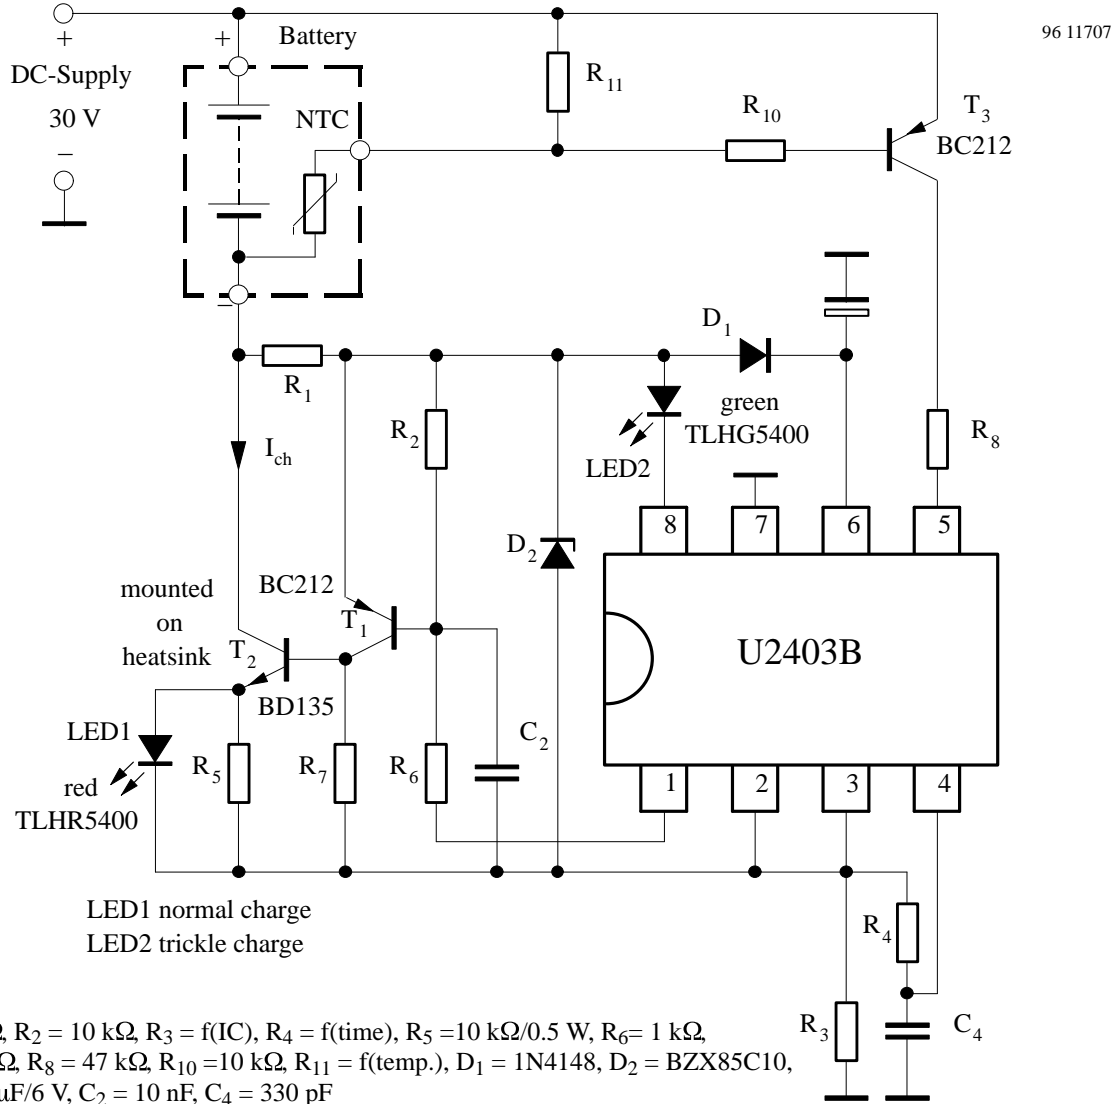 96 11707
+
DC-Supply
30 V
−
+
Battery
NTC
−
R11
R10
T3
BC212
D1
R1
R2
R8
green
TLHG5400
LED2
Ich
8
7
6
5
D2
BC212
T1
mounted
on
heatsink
T2
BD135
U2403B
LED1
red
TLHR5400
R5
R7
R6
C2
1
2
3
4
LED1 normal charge
LED2 trickle charge
R4
R3
C4
Ω, R2 = 10 kΩ, R3 = f(IC), R4 = f(time), R5 =10 kΩ/0.5 W, R6= 1 kΩ,
Ω, R8 = 47 kΩ, R10 =10 kΩ, R11 = f(temp.), D1 = 1N4148, D2 = BZX85C10,
µF/6 V, C2 = 10 nF, C4 = 330 pF